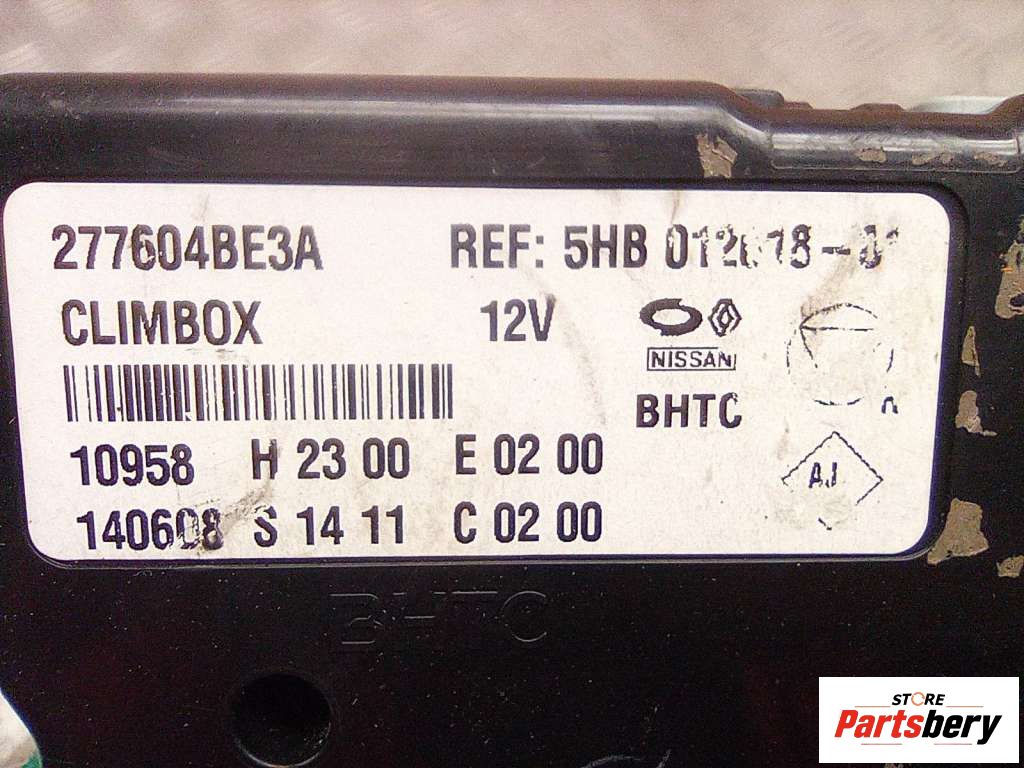 277604BE3A REF: 5HB
CLIMBOX 12V
NISSAN
BHTC
10958 H 23 00 E 02 00
AJ
140608 S 14 11 C 02 00
BHTC
STORE
Partsbery